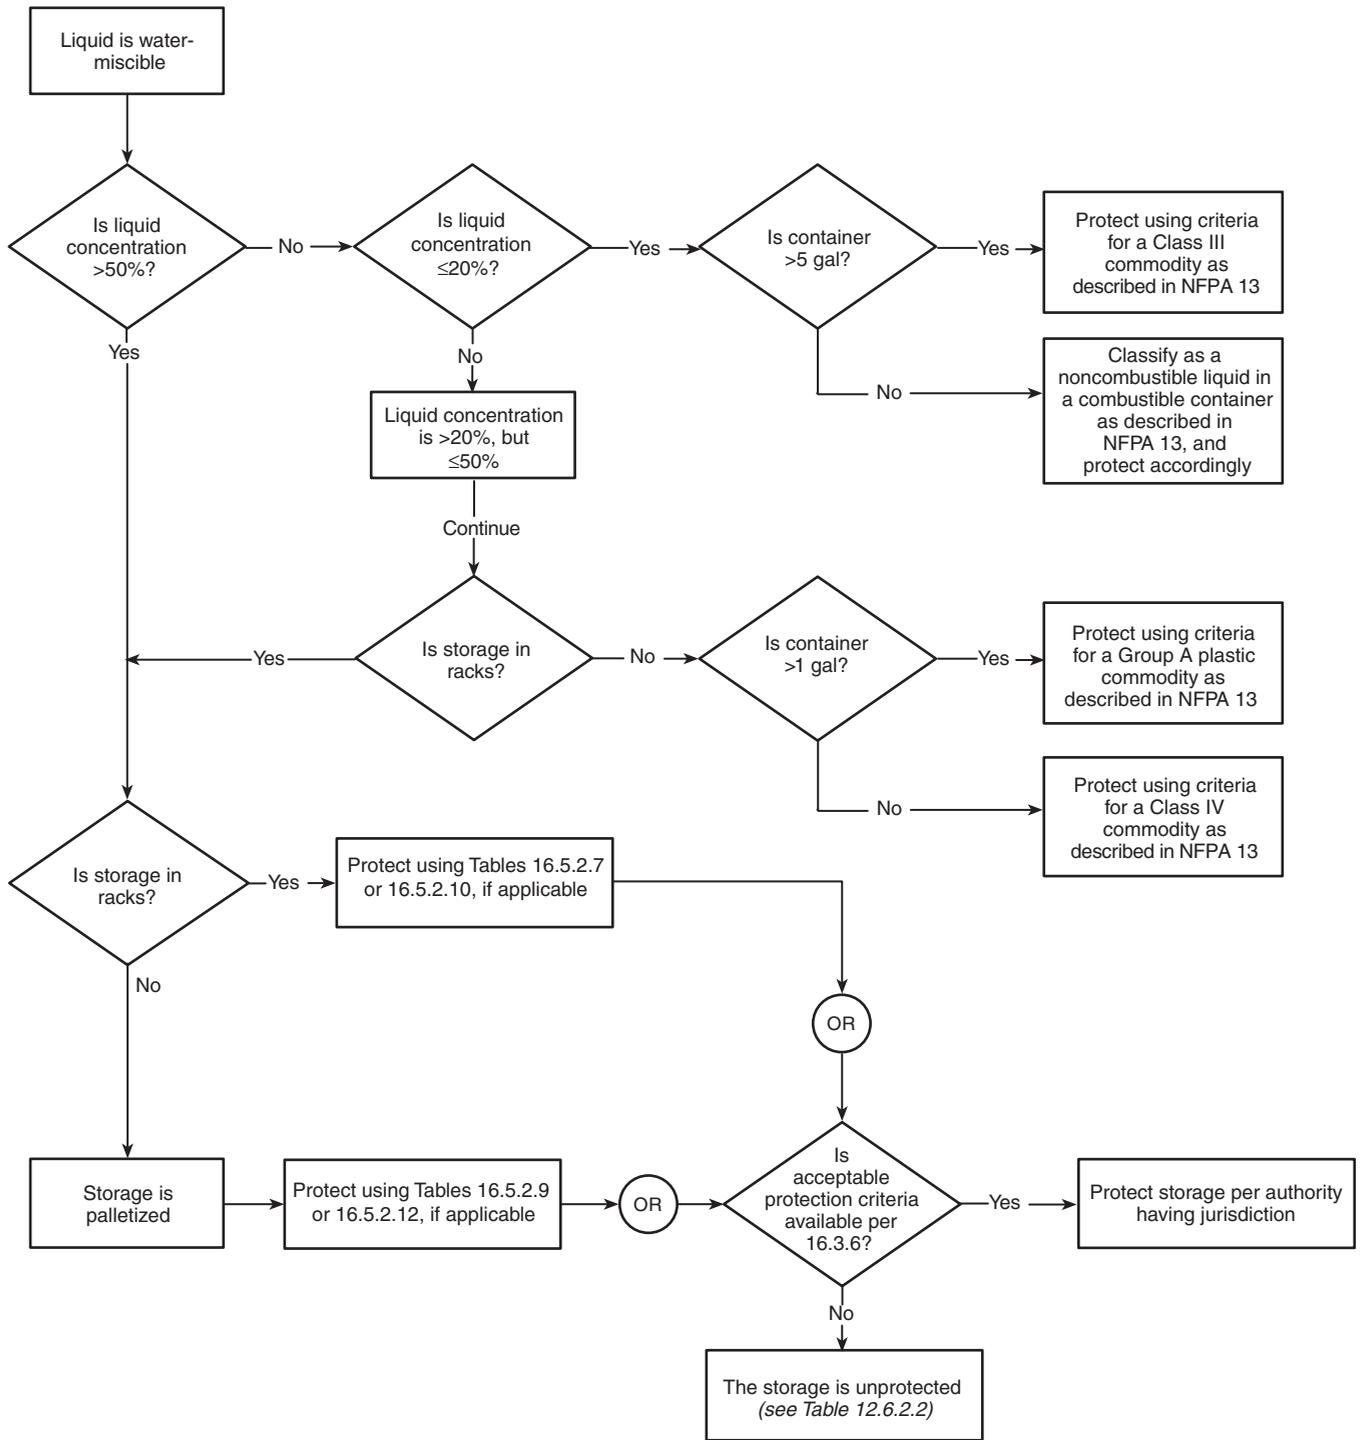 Liquid is water-
miscible
Is liquid
concentration
>50%?
No
Is liquid
concentration
≤20%?
Yes
Is container
>5 gal?
Yes
Protect using criteria
for a Class III
commodity as
described in NFPA 13
Yes
No
No
Classify as a
noncombustible liquid in
a combustible container
as described in
NFPA 13, and
protect accordingly
Liquid concentration
is >20%, but
≤50%
Continue
Yes
Is storage in
racks?
No
Is container
>1 gal?
Yes
Protect using criteria
for a Group A plastic
commodity as
described in NFPA 13
No
Protect using criteria
for a Class IV
commodity as
described in NFPA 13
Is storage in
racks?
Yes
Protect using Tables 16.5.2.7
or 16.5.2.10, if applicable
No
OR
Storage is
palletized
Protect using Tables 16.5.2.9
or 16.5.2.12, if applicable
OR
Is
acceptable
protection criteria
available per
16.3.6?
Yes
Protect storage per authority
having jurisdiction
No
The storage is unprotected
(see Table 12.6.2.2)